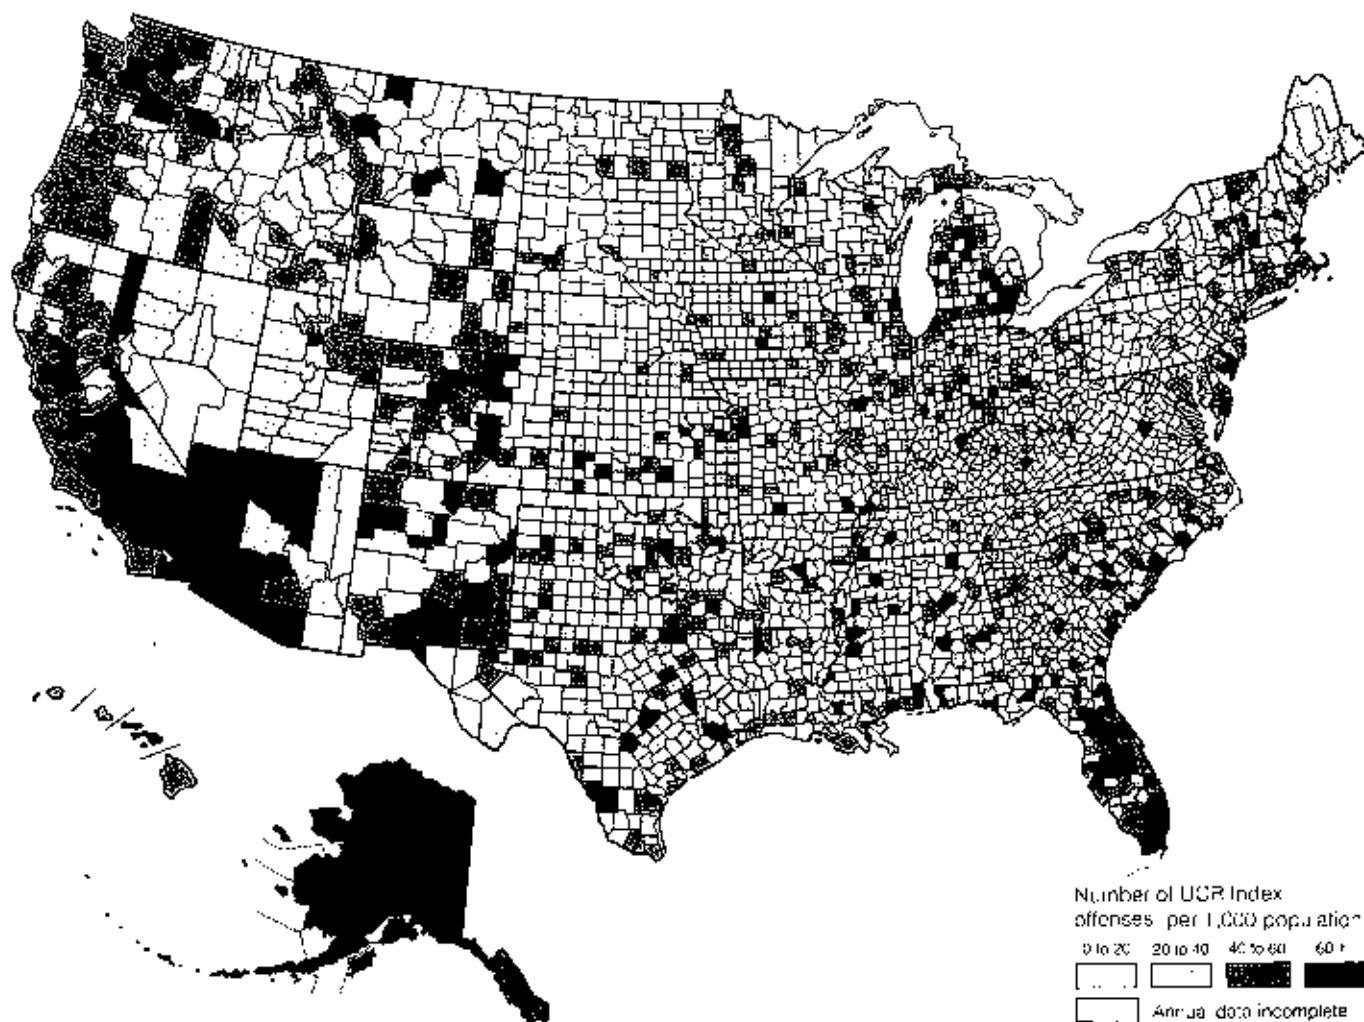 Number of UCR Index
offenses per 1,000 population
0 to 20 20 to 40 40 to 60 60 +
Annual data incomplete